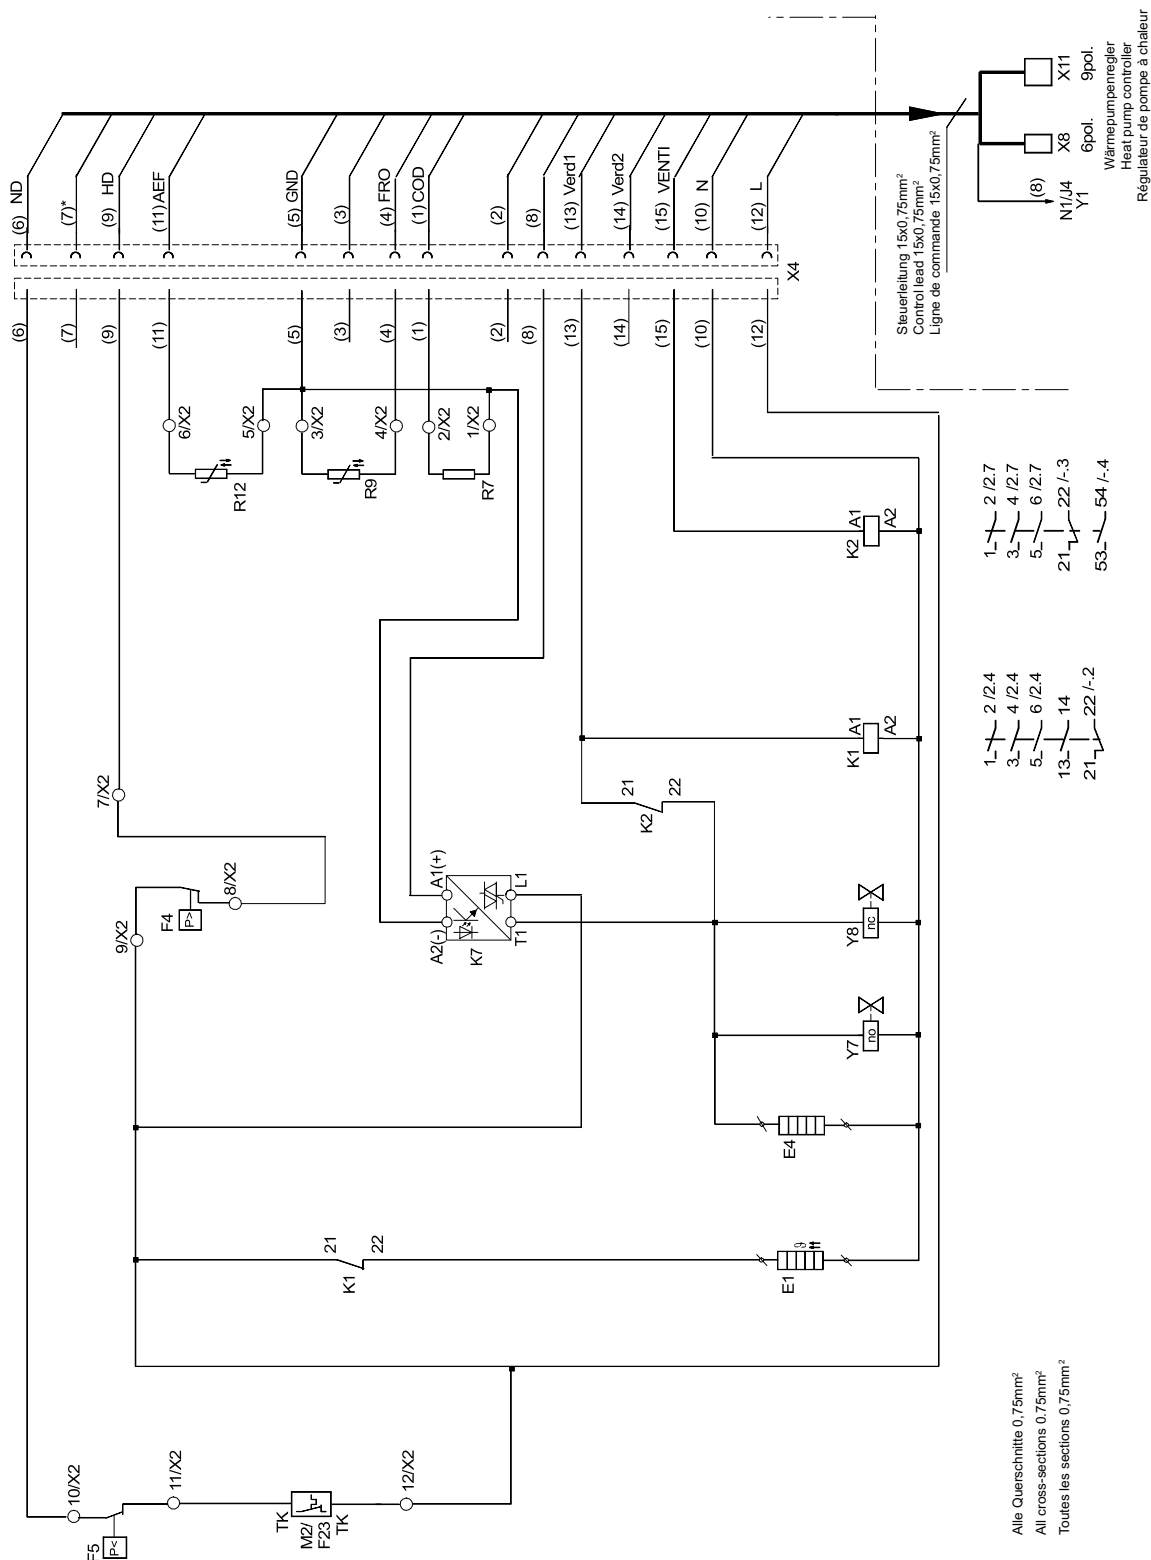 (6) ND
(7)*
(9) HD
(11) AEF
(5) GND
(3)
(4) FRO
(1) COD
(2)
(8)
(13) Verd1
(14) Verd2
(15) VENTI
(10) N
(12) L
X4
(6)
(7)
(9)
(11)
(5)
(3)
(4)
(1)
(2)
(8)
(13)
(14)
(15)
(10)
(12)
X11
9pol.
X8
6pol.
Wärmepumpenregler
Heat pump controller
Régulateur de pompe à chaleur
(8)
N1/J4
Y1
Steuerleitung 15x0,75mm²
Control lead 15x0,75mm²
Ligne de commande 15x0,75mm²
6/X2
5/X2
3/X2
4/X2
2/X2
1/X2
R12
R9
R7
K2
A1
A2
1 2 /2.7
3 4 /2.7
5 6 /2.7
21 22 /-.3
53 54 /-.4
K1
A1
A2
1 2 /2.4
3 4 /2.4
5 6 /2.4
13 14
21 22 /-.2
7/X2
8/X2
9/X2
F4
P>
21
22
K2
A1(+)
A2(-)
K7
L1
T1
Y8
nc
Y7
no
E4
21
22
K1
E1
ϑ
10/X2
11/X2
12/X2
F5
P<
TK
M2/
F23
TK
Alle Querschnitte 0,75mm²
All cross-sections 0.75mm²
Toutes les sections 0,75mm²